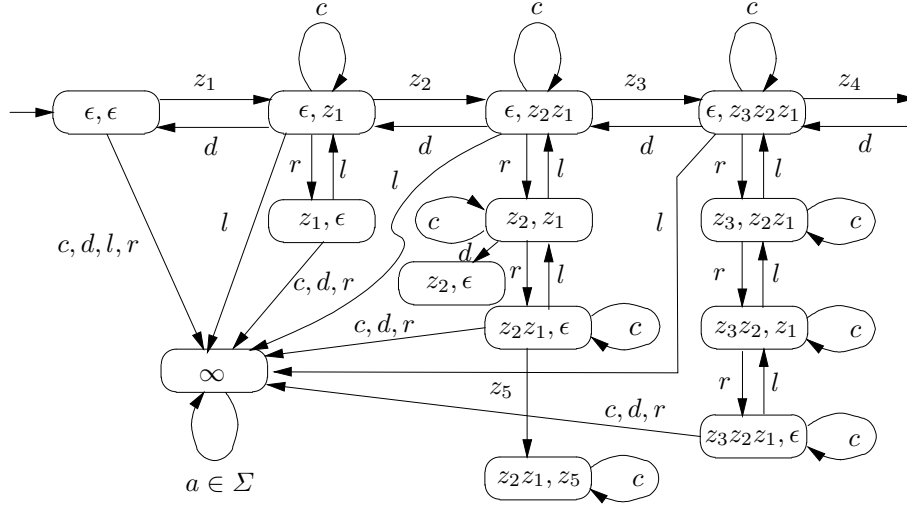 c c c
z₁ z₂ z₃ z₄
ϵ, ϵ ϵ, z₁ ϵ, z₂z₁ ϵ, z₃z₂z₁
d d d d
r l l r l l r l
l z₁, ϵ c z₂, z₁ z₃, z₂z₁ c
c, d, l, r c, d, r d r l r l
z₂, ϵ
c, d, r z₂z₁, ϵ c z₃z₂, z₁ c
∞ z₅ r l
c, d, r z₃z₂z₁, ϵ c
a ∈ Σ z₂z₁, z₅ c